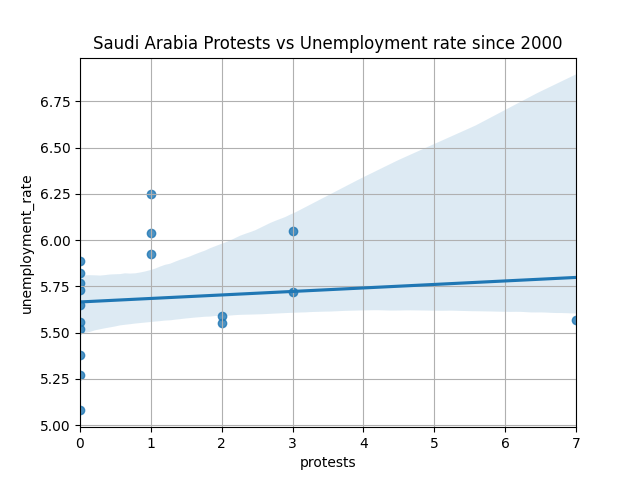 Saudi Arabia Protests vs Unemployment rate since 2000
6.75
6.50
6.25
6.00
5.75
5.50
5.25
5.00
unemployment_rate
0 1 2 3 4 5 6 7
protests